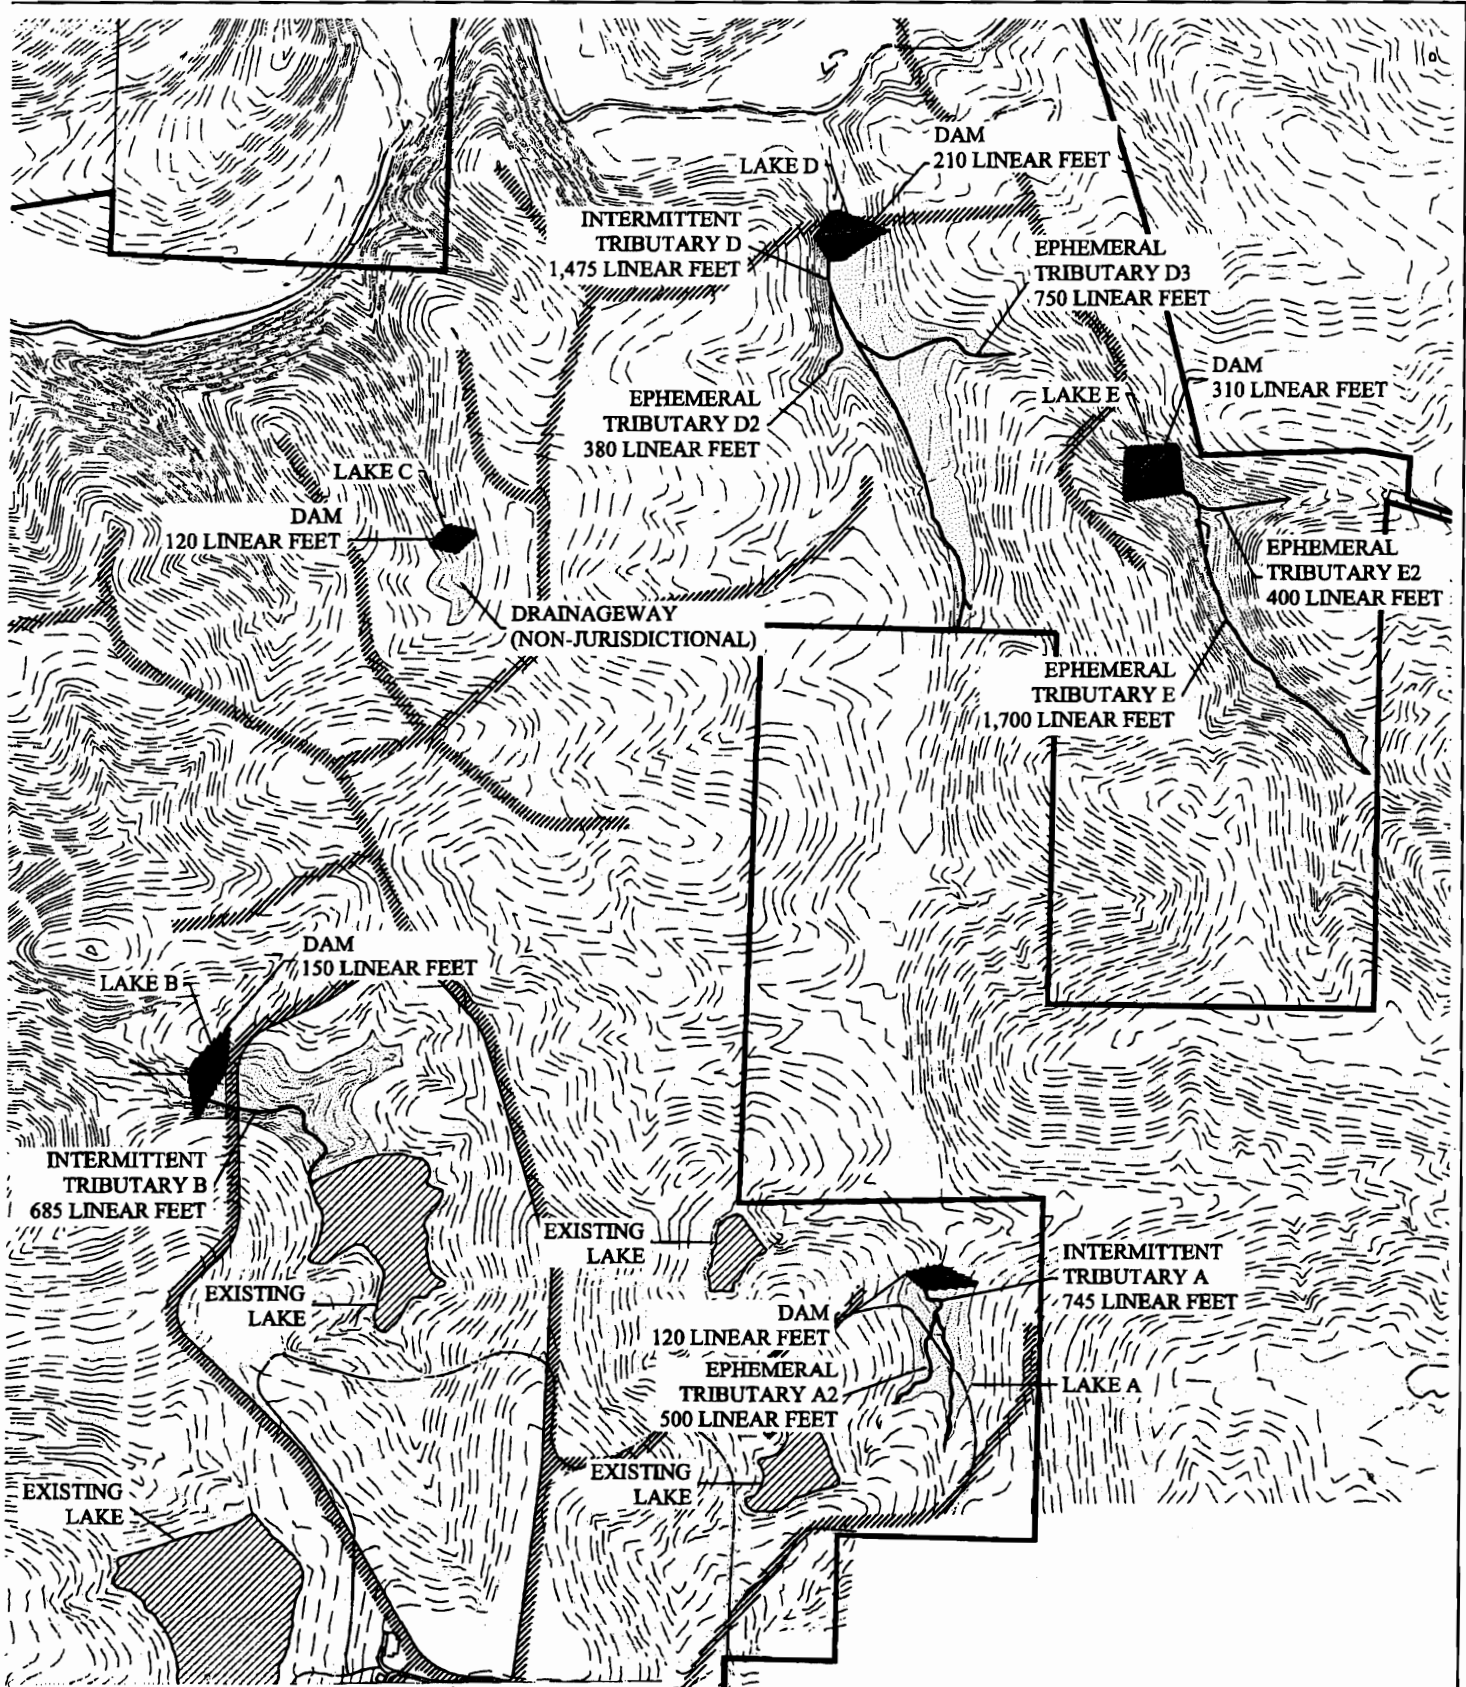 DAM
210 LINEAR FEET
LAKE D
INTERMITTENT
TRIBUTARY D
1,475 LINEAR FEET
EPHEMERAL
TRIBUTARY D3
750 LINEAR FEET
DAM
310 LINEAR FEET
LAKE E
EPHEMERAL
TRIBUTARY D2
380 LINEAR FEET
LAKE C
DAM
120 LINEAR FEET
EPHEMERAL
TRIBUTARY E2
400 LINEAR FEET
DRAINAGEWAY
(NON-JURISDICTIONAL)
EPHEMERAL
TRIBUTARY E
1,700 LINEAR FEET
DAM
150 LINEAR FEET
LAKE B
INTERMITTENT
TRIBUTARY B
685 LINEAR FEET
EXISTING
LAKE
EXISTING
LAKE
INTERMITTENT
TRIBUTARY A
745 LINEAR FEET
DAM
120 LINEAR FEET
EPHEMERAL
TRIBUTARY A2
500 LINEAR FEET
LAKE A
EXISTING
LAKE
EXISTING
LAKE